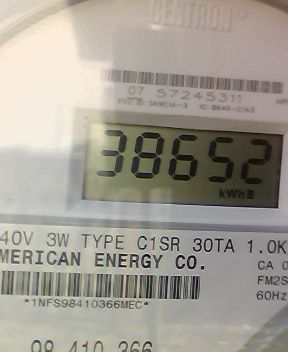 CENTRON®
07 57245311
38652
kWh
40V 3W TYPE C1SR 30TA 1.0K
MERICAN ENERGY CO.
CA 0
FM2S
60Hz
*1NFS98410366MEC*
98 410 366